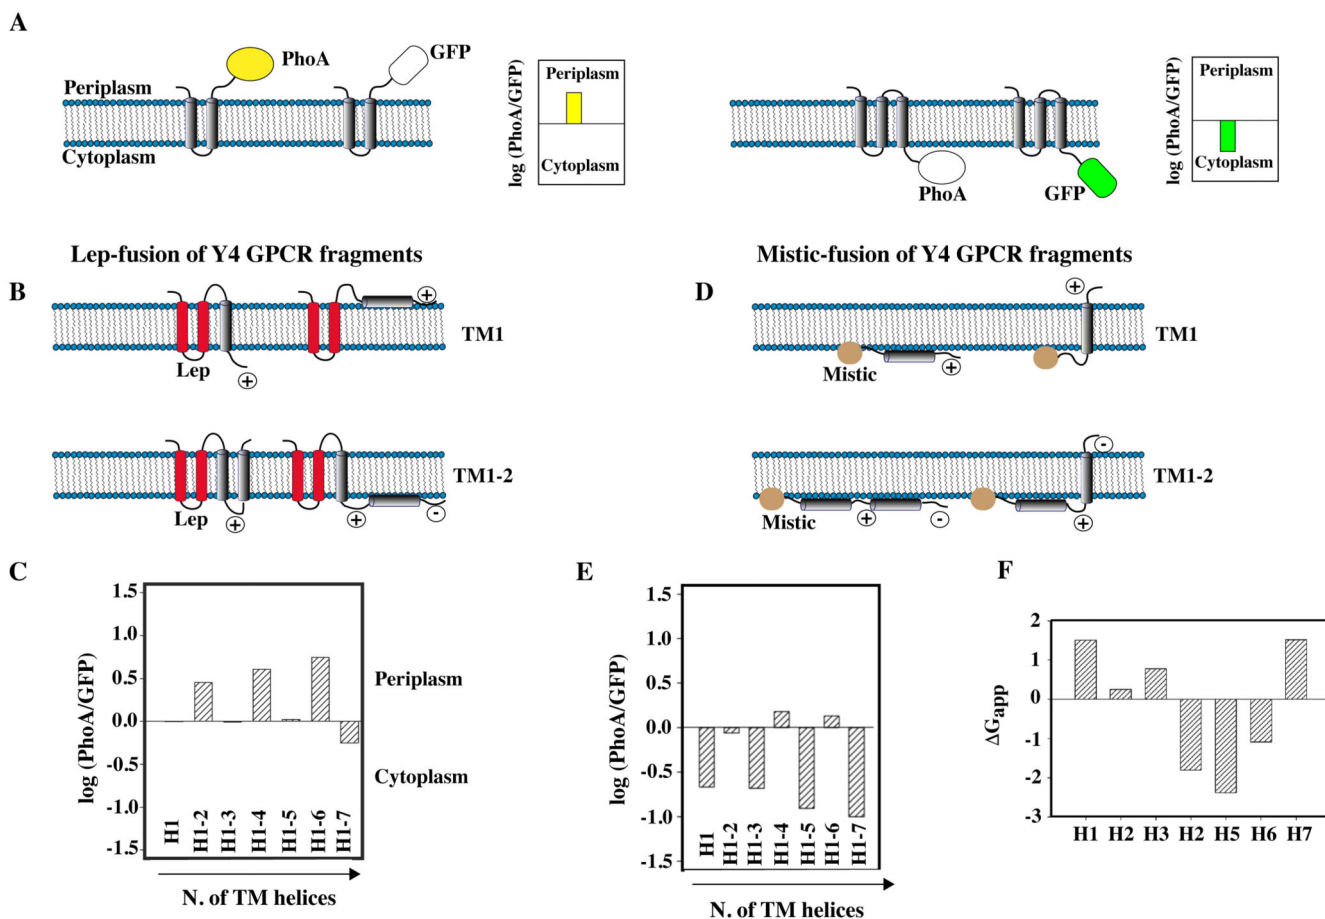 A
PhoA
GFP
Periplasm
Cytoplasm
log (PhoA/GFP)
Periplasm
Cytoplasm
PhoA
GFP
log (PhoA/GFP)
Periplasm
Cytoplasm
Lep-fusion of Y4 GPCR fragments
Mistic-fusion of Y4 GPCR fragments
B
+
+
TM1
Lep
TM1-2
Lep
+
+
-
D
+
TM1
Mistic
+
-
TM1-2
Mistic
+
-
+
C
log (PhoA/GFP)
1.5
1.0
0.5
0.0
-0.5
-1.0
-1.5
H1
H1-2
H1-3
H1-4
H1-5
H1-6
H1-7
Periplasm
Cytoplasm
N. of TM helices
E
log (PhoA/GFP)
1.5
1.0
0.5
0.0
-0.5
-1.0
-1.5
H1
H1-2
H1-3
H1-4
H1-5
H1-6
H1-7
N. of TM helices
F
ΔGapp
2
1
0
-1
-2
-3
H1 H2 H3 H2 H5 H6 H7